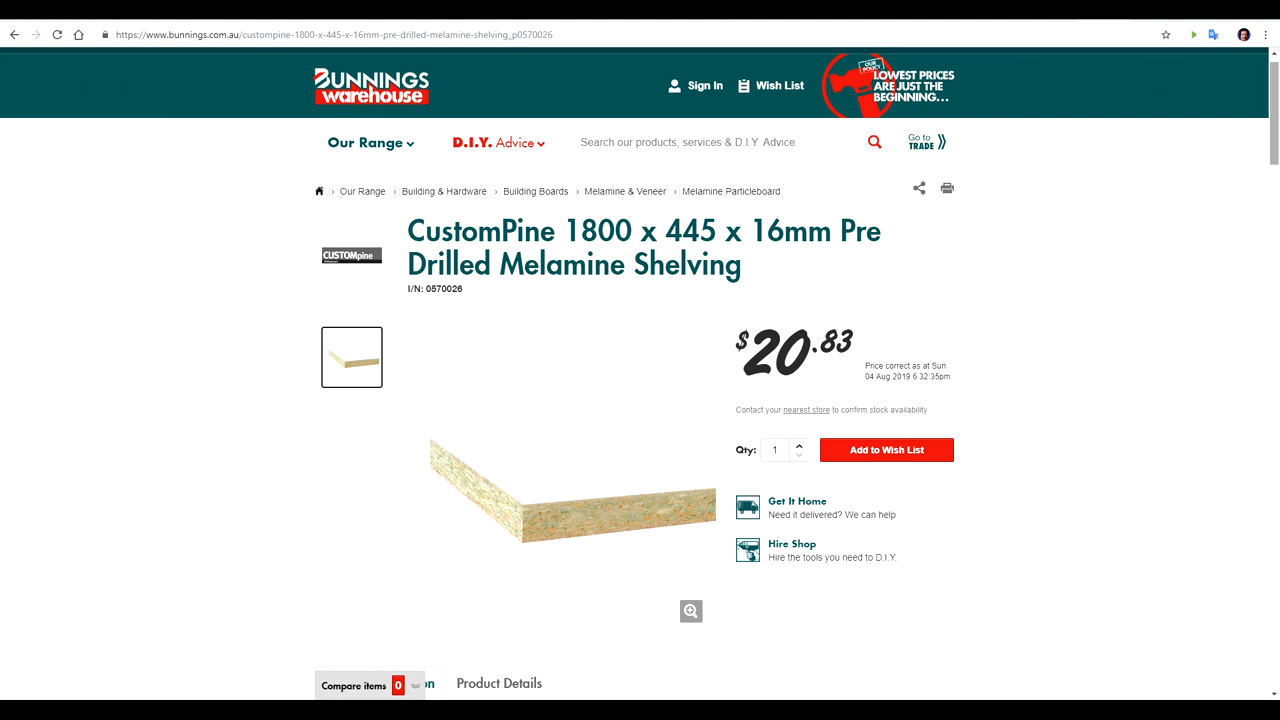 https://www.bunnings.com.au/custompine-1800-x-445-x-16mm-pre-drilled-melamine-shelving_p0570026
BUNNINGS
warehouse
Sign In
Wish List
OUR POLICY
LOWEST PRICES
ARE JUST THE
BEGINNING...
Our Range
D.I.Y. Advice
Search our products, services & D.I.Y. Advice
Go to
TRADE
Our Range › Building & Hardware › Building Boards › Melamine & Veneer › Melamine Particleboard
CUSTOMpine
CustomPine 1800 x 445 x 16mm Pre
Drilled Melamine Shelving
I/N: 0570026
$20.83
Price correct as at Sun
04 Aug 2019 6 32 35pm
Contact your nearest store to confirm stock availability
Qty: 1
Add to Wish List
Get It Home
Need it delivered? We can help
Hire Shop
Hire the tools you need to D.I.Y.
Compare items 0
on
Product Details